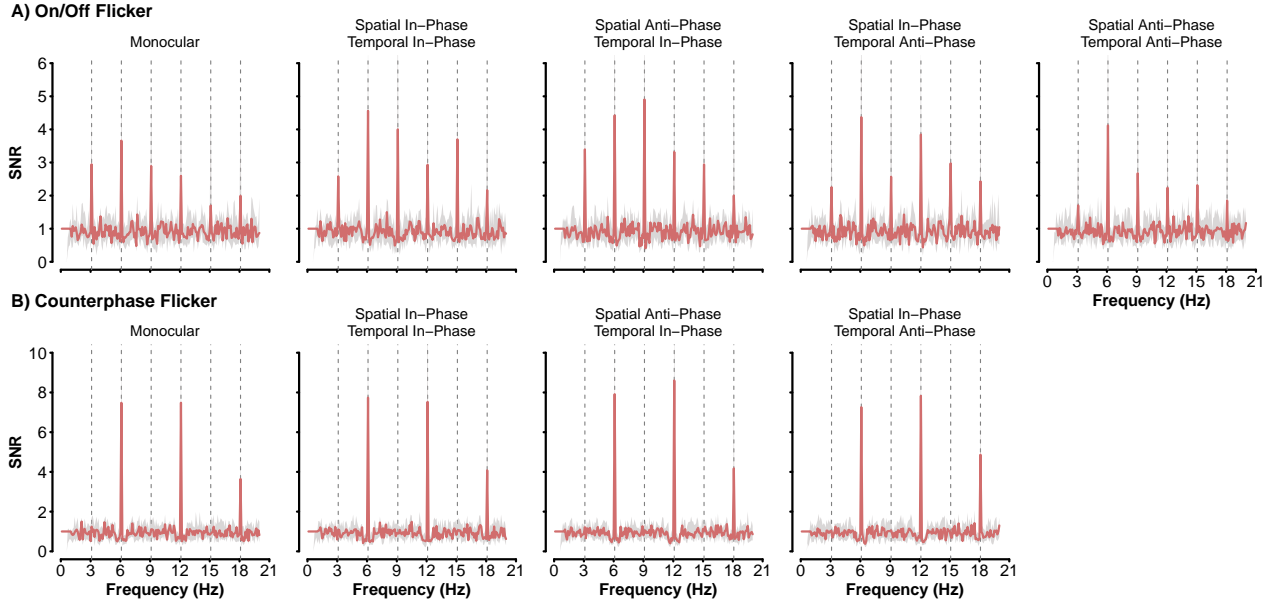 A) On/Off Flicker
Monocular
Spatial In−Phase
Temporal In−Phase
Spatial Anti−Phase
Temporal In−Phase
Spatial In−Phase
Temporal Anti−Phase
Spatial Anti−Phase
Temporal Anti−Phase
SNR
6
5
4
3
2
1
0
0 3 6 9 12 15 18 21
Frequency (Hz)
B) Counterphase Flicker
Monocular
Spatial In−Phase
Temporal In−Phase
Spatial Anti−Phase
Temporal In−Phase
Spatial In−Phase
Temporal Anti−Phase
SNR
10
8
6
4
2
0
0 3 6 9 12 15 18 21
0 3 6 9 12 15 18 21
0 3 6 9 12 15 18 21
0 3 6 9 12 15 18 21
Frequency (Hz)
Frequency (Hz)
Frequency (Hz)
Frequency (Hz)